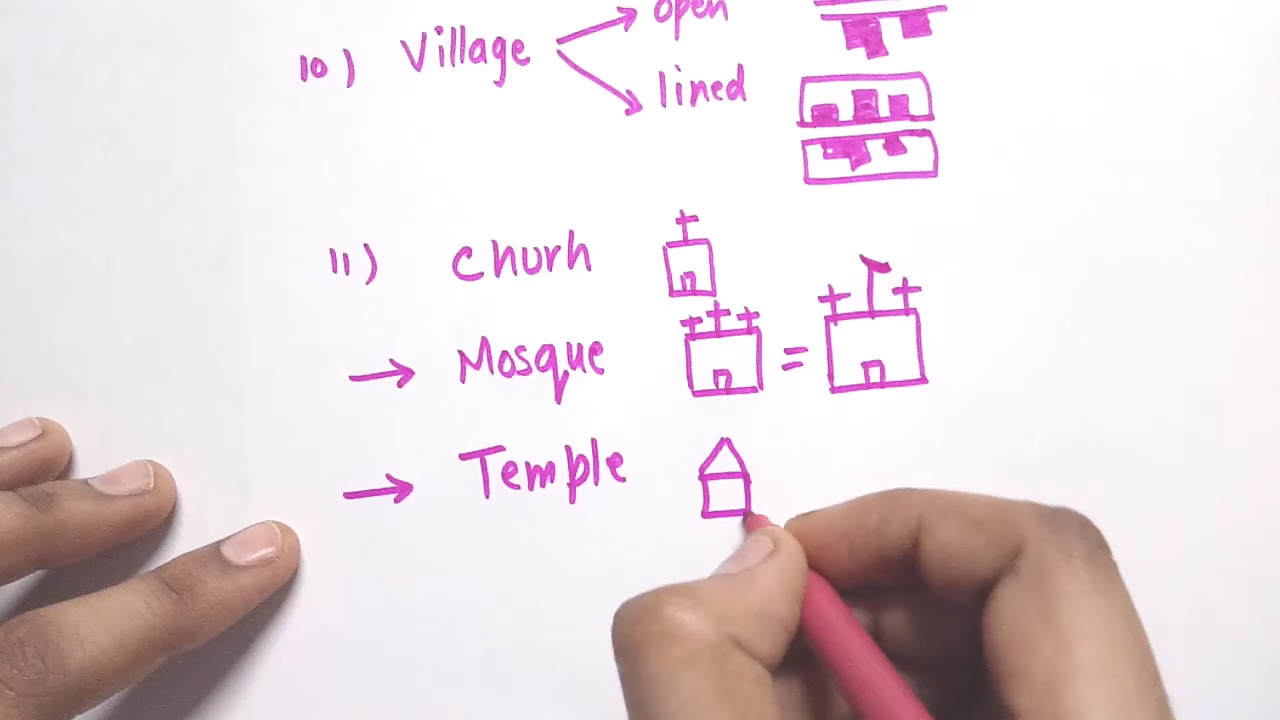 open
10) Village
lined
11) Churh
→ Mosque =
→ Temple